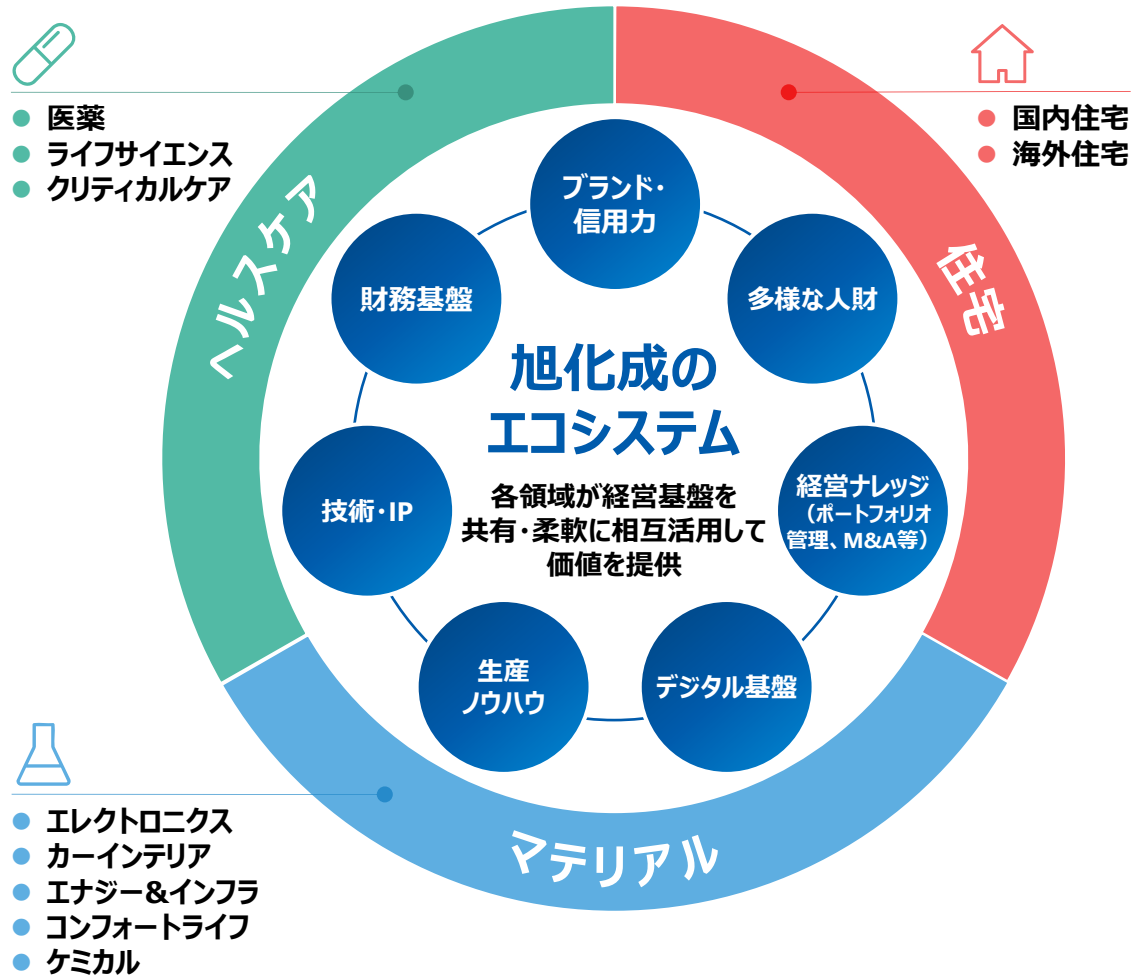 医薬
ライフサイエンス
クリティカルケア
国内住宅
海外住宅
ヘルスケア
住宅
マテリアル
ブランド・
信用力
多様な人財
経営ナレッジ
（ポートフォリオ
管理、M&A等）
デジタル基盤
生産
ノウハウ
技術・IP
財務基盤
旭化成の
エコシステム
各領域が経営基盤を
共有・柔軟に相互活用して
価値を提供
エレクトロニクス
カーインテリア
エナジー&インフラ
コンフォートライフ
ケミカル